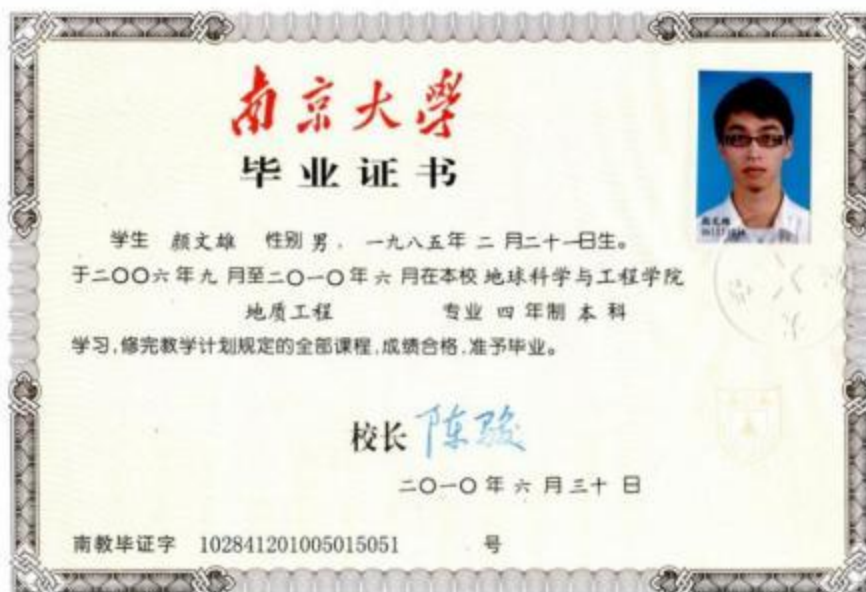 南京大學
毕业证书
学生 颜文雄 性别 男，一九八五年 二 月二十一日生。
于二〇〇六年 九 月至二〇一〇年 六 月在本校 地球科学与工程学院
地质工程 专业 四 年制 本科
学习，修完教学计划规定的全部课程，成绩合格，准予毕业。
校长 陈骏
二〇一〇年 六 月三十 日
南教毕证字 102841201005015051 号
颜文雄